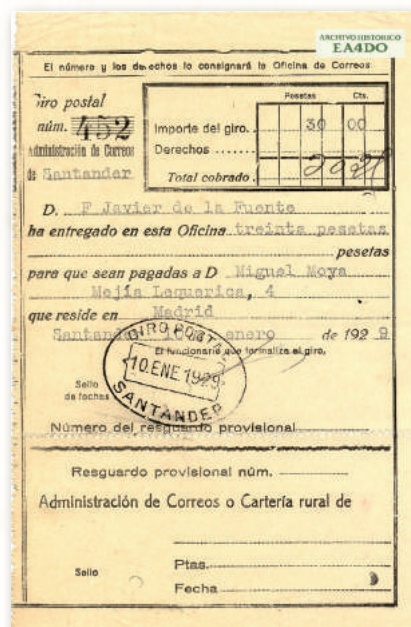 ARCHIVO HISTORICO
EA4DO
El número y los derechos lo consignará la Oficina de Correos
Giro postal
núm. 452
Administración de Correos
de Santander
Pesetas Cts.
Importe del giro. 30 00
Derechos
Total cobrado
D. F Javier de la Fuente
ha entregado en esta Oficina treinta pesetas
pesetas
para que sean pagadas a D Miguel Moya
Mejía Lequerica, 4
que reside en Madrid
Santander enero de 1929
El funcionario que formaliza el giro,
GIRO POSTAL
10 ENE 1929
SANTANDER
Sello
de fechas
Número del resguardo provisional
Resguardo provisional núm.
Administración de Correos o Cartería rural de
Sello
Ptas.
Fecha